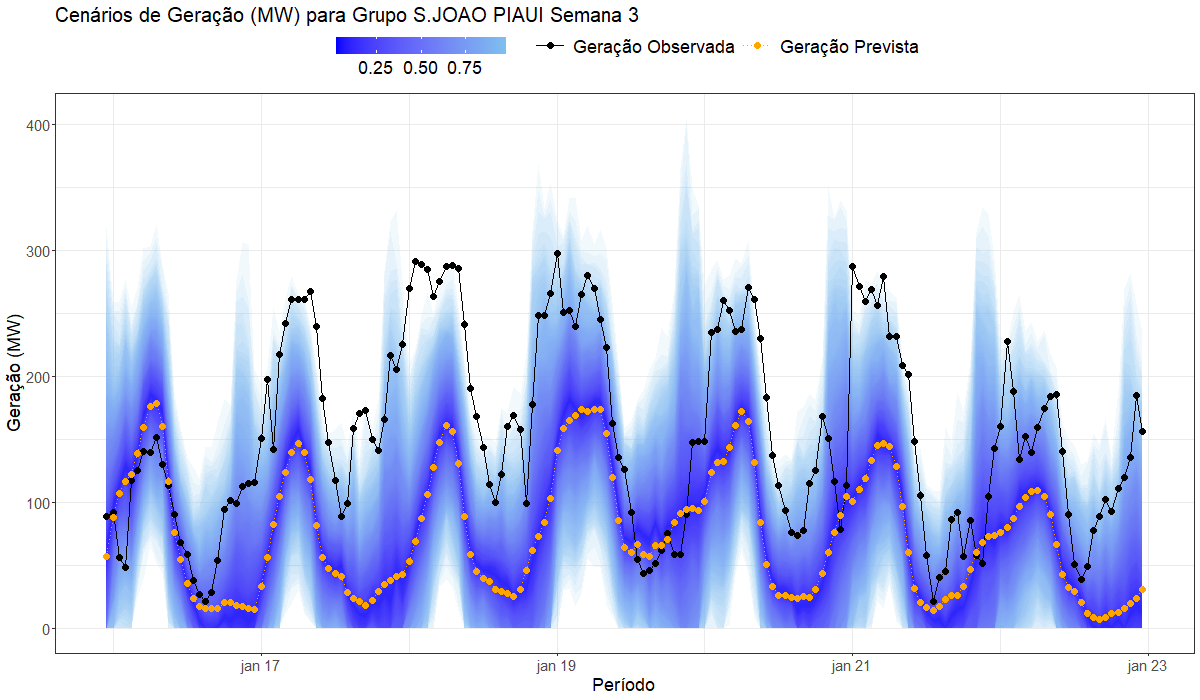 Cenários de Geração (MW) para Grupo S.JOAO PIAUI Semana 3
0.25 0.50 0.75
Geração Observada
Geração Prevista
Geração (MW)
400
300
200
100
0
jan 17
jan 19
jan 21
jan 23
Período